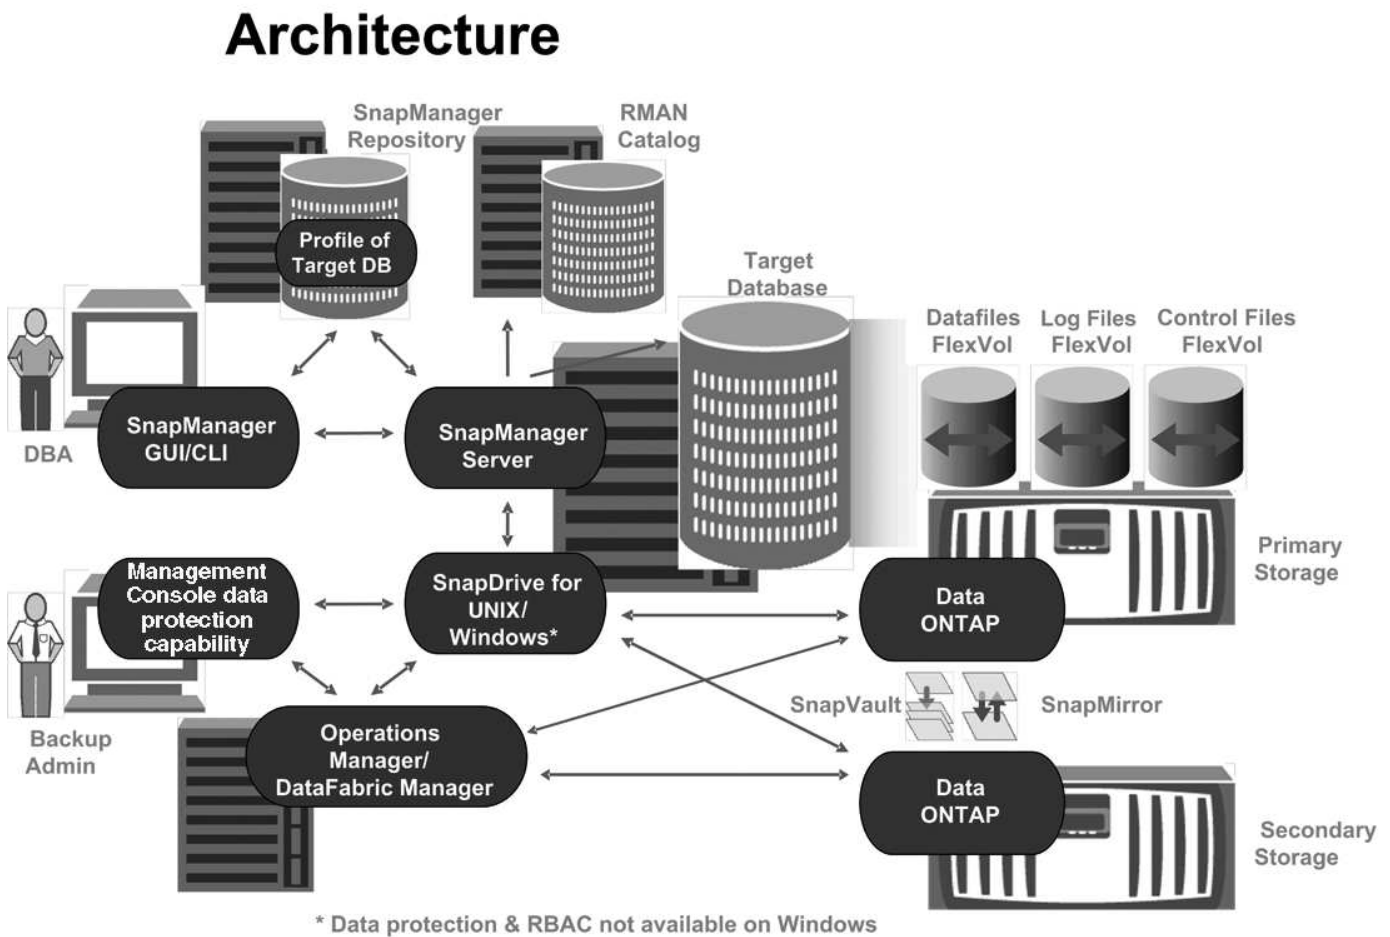 Architecture
SnapManager
Repository
RMAN
Catalog
Profile of
Target DB
Target
Database
Datafiles
FlexVol
Log Files
FlexVol
Control Files
FlexVol
DBA
SnapManager
GUI/CLI
SnapManager
Server
Primary
Storage
Management
Console data
protection
capability
SnapDrive for
UNIX/
Windows*
Data
ONTAP
SnapVault
SnapMirror
Backup
Admin
Operations
Manager/
DataFabric Manager
Data
ONTAP
Secondary
Storage
* Data protection & RBAC not available on Windows